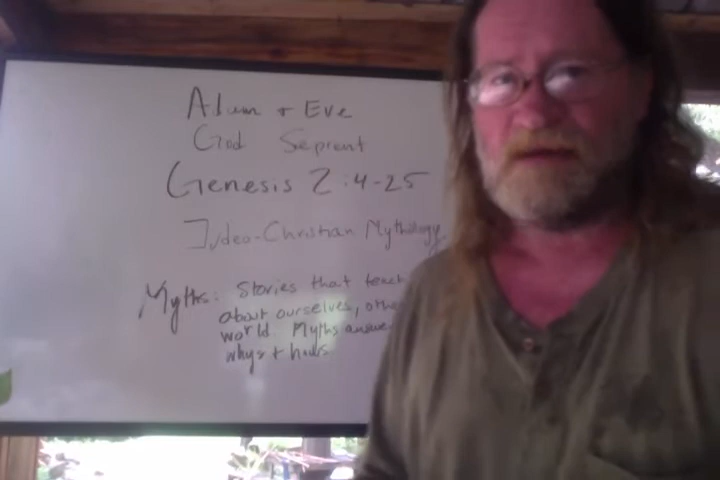 Adam + Eve
God Seprent
Genesis 2:4-25
Judeo-Christian Mythology
Myths: Stories that teach
about ourselves, othe
world. Myths answe
whys + hows